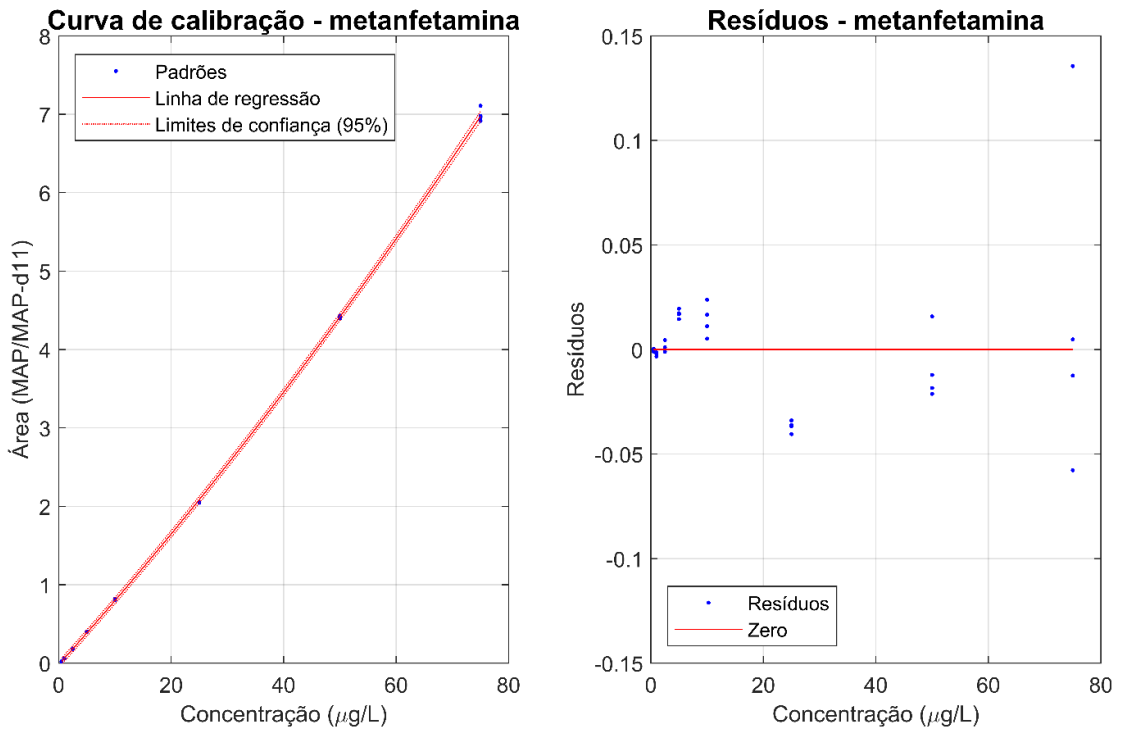 Curva de calibração - metanfetamina
8
7
6
5
4
3
2
1
0
Área (MAP/MAP-d11)
Padrões
Linha de regressão
Limites de confiança (95%)
0 20 40 60 80
Concentração (μg/L)
Resíduos - metanfetamina
0.15
0.1
0.05
0
-0.05
-0.1
-0.15
Resíduos
Resíduos
Zero
0 20 40 60 80
Concentração (μg/L)